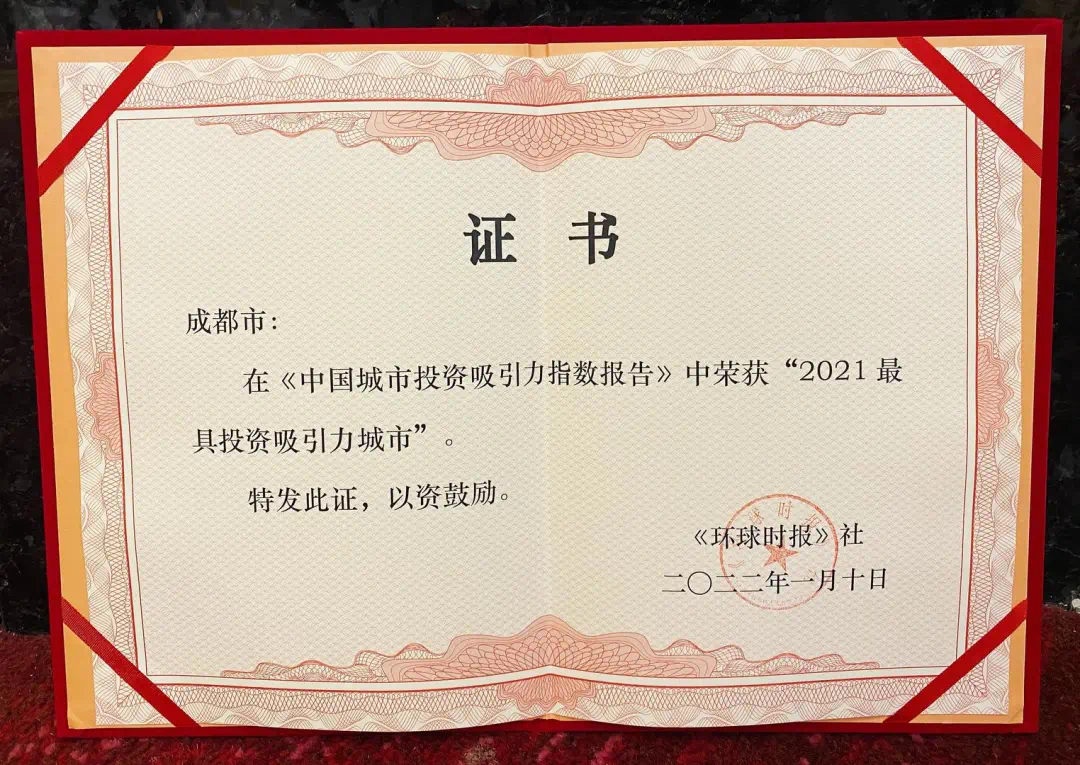 证书
成都市：
在《中国城市投资吸引力指数报告》中荣获“2021最
具投资吸引力城市”。
特发此证，以资鼓励。
《环球时报》社
二〇二二年一月十日
球时报